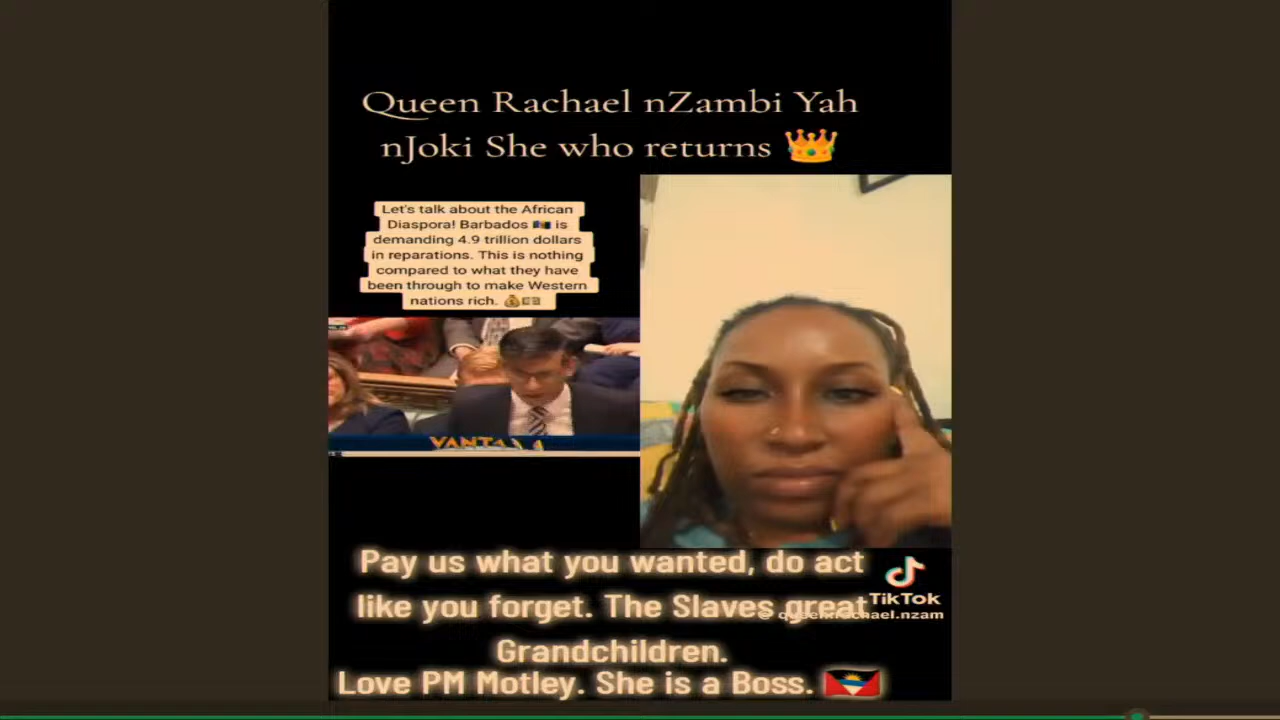 Queen Rachael nZambi Yah
nJoki She who returns 👑
Let's talk about the African
Diaspora! Barbados 🇧🇧 is
demanding 4.9 trillion dollars
in reparations. This is nothing
compared to what they have
been through to make Western
nations rich. 💰💵
Pay us what you wanted, do act
like you forget. The Slaves great
Grandchildren.
Love PM Motley. She is a Boss. 🇦🇬
TikTok